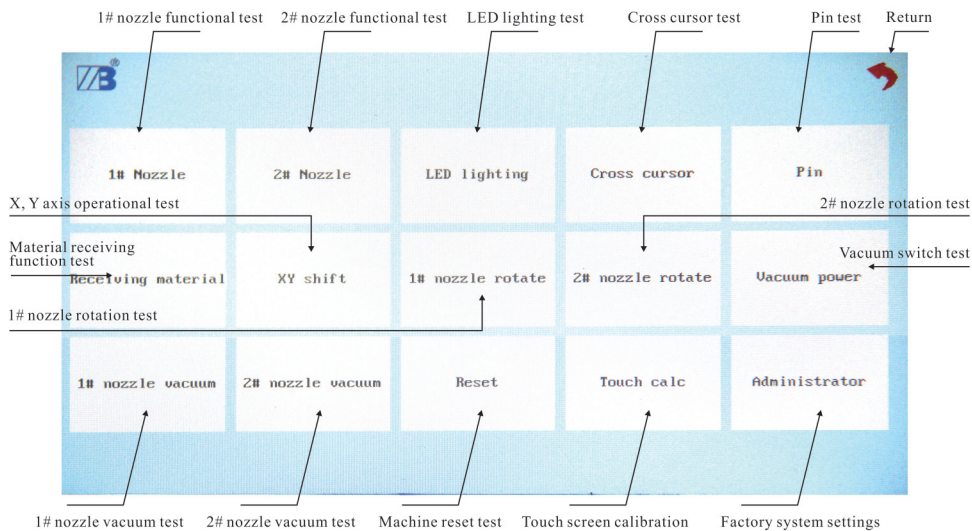 1# nozzle functional test
2# nozzle functional test
LED lighting test
Cross cursor test
Pin test
Return
®
1# Nozzle
2# Nozzle
LED lighting
Cross cursor
Pin
X, Y axis operational test
2# nozzle rotation test
Material receiving
function test
Vacuum switch test
Receiving material
XY shift
1# nozzle rotate
2# nozzle rotate
Vacuum power
1# nozzle rotation test
1# nozzle vacuum
2# nozzle vacuum
Reset
Touch calc
Administrator
1# nozzle vacuum test
2# nozzle vacuum test
Machine reset test
Touch screen calibration
Factory system settings